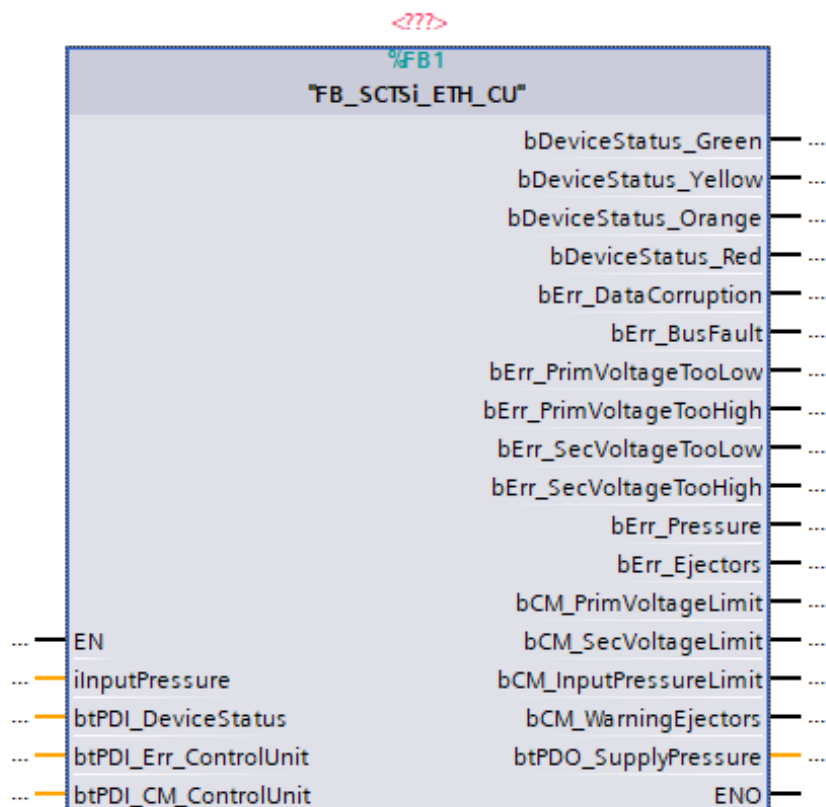 <???>
%FB1
"FB_SCTSi_ETH_CU"
bDeviceStatus_Green ...
bDeviceStatus_Yellow ...
bDeviceStatus_Orange ...
bDeviceStatus_Red ...
bErr_DataCorruption ...
bErr_BusFault ...
bErr_PrimVoltageTooLow ...
bErr_PrimVoltageTooHigh ...
bErr_SecVoltageTooLow ...
bErr_SecVoltageTooHigh ...
bErr_Pressure ...
bErr_Ejectors ...
bCM_PrimVoltageLimit ...
... EN bCM_SecVoltageLimit ...
... iInputPressure bCM_InputPressureLimit ...
... btPDI_DeviceStatus bCM_WarningEjectors ...
... btPDI_Err_ControlUnit btPDO_SupplyPressure ...
... btPDI_CM_ControlUnit ENO